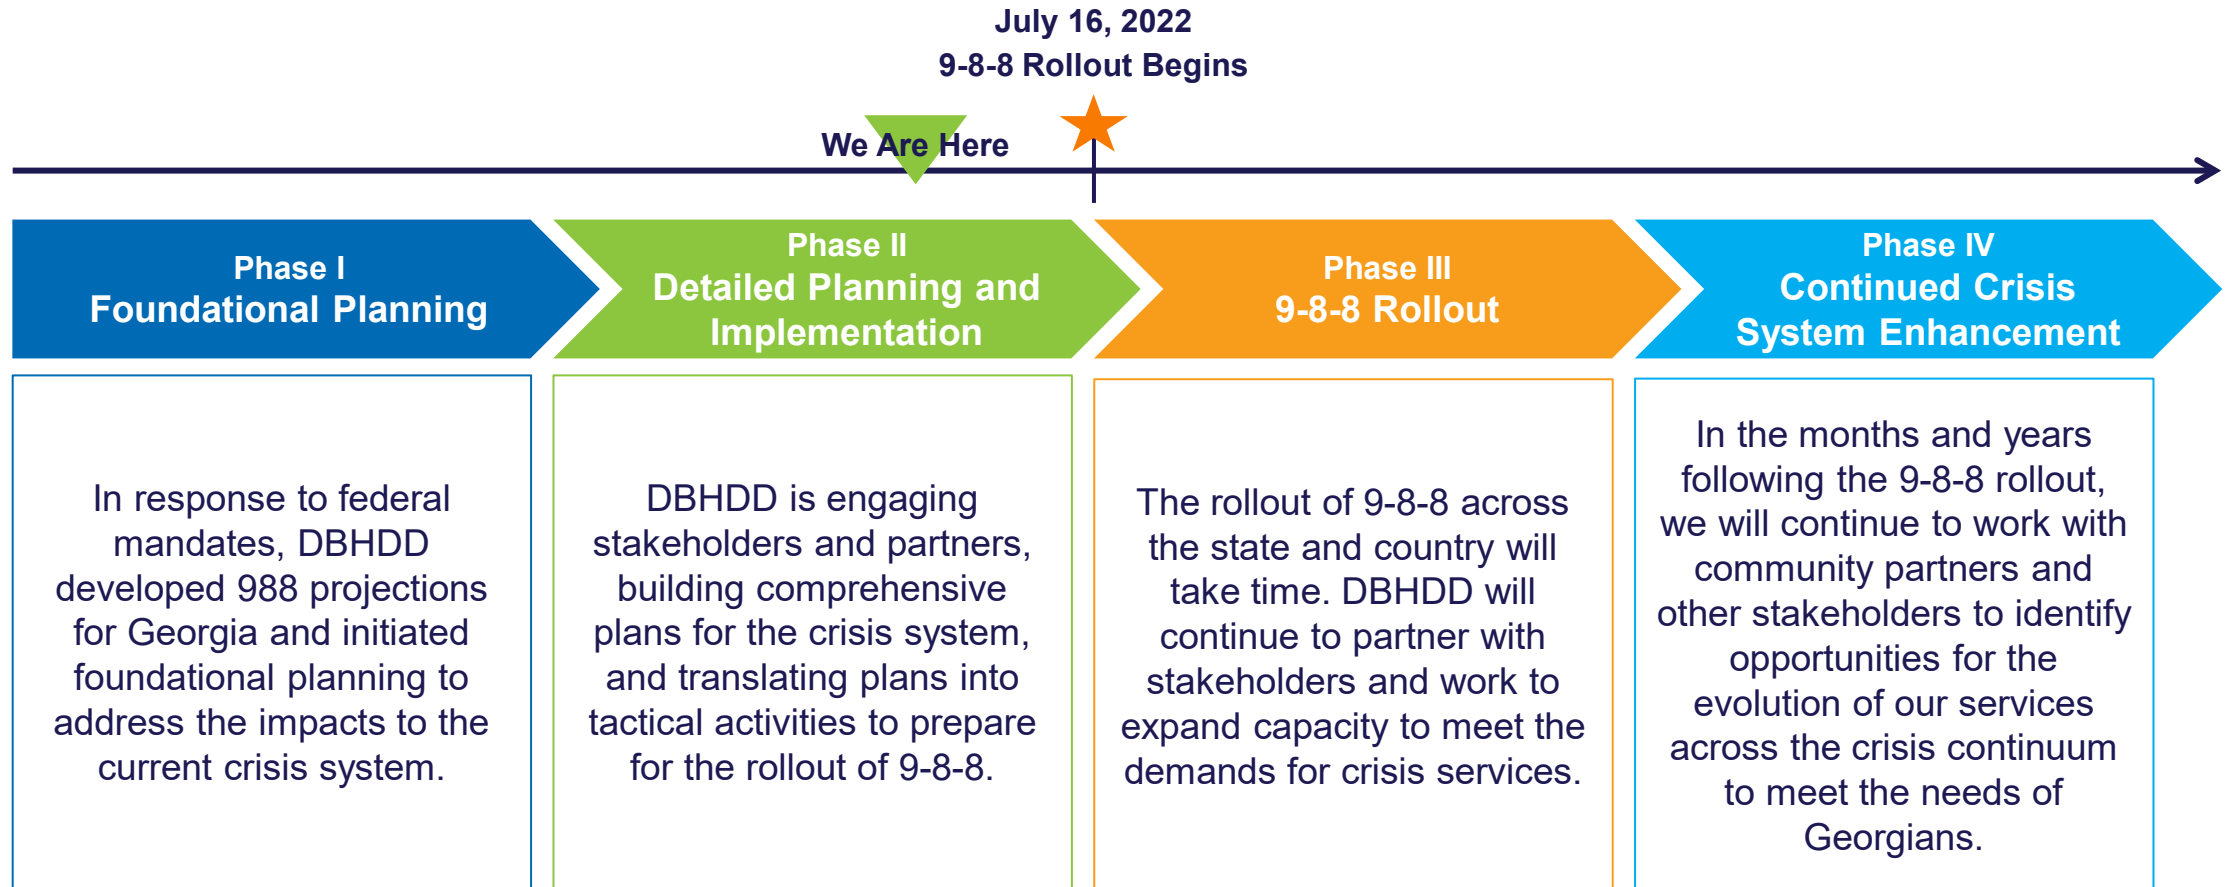 July 16, 2022
9-8-8 Rollout Begins
We Are Here
Phase I
Foundational Planning
Phase II
Detailed Planning and
Implementation
Phase III
9-8-8 Rollout
Phase IV
Continued Crisis
System Enhancement
In response to federal
mandates, DBHDD
developed 988 projections
for Georgia and initiated
foundational planning to
address the impacts to the
current crisis system.
DBHDD is engaging
stakeholders and partners,
building comprehensive
plans for the crisis system,
and translating plans into
tactical activities to prepare
for the rollout of 9-8-8.
The rollout of 9-8-8 across
the state and country will
take time. DBHDD will
continue to partner with
stakeholders and work to
expand capacity to meet the
demands for crisis services.
In the months and years
following the 9-8-8 rollout,
we will continue to work with
community partners and
other stakeholders to identify
opportunities for the
evolution of our services
across the crisis continuum
to meet the needs of
Georgians.